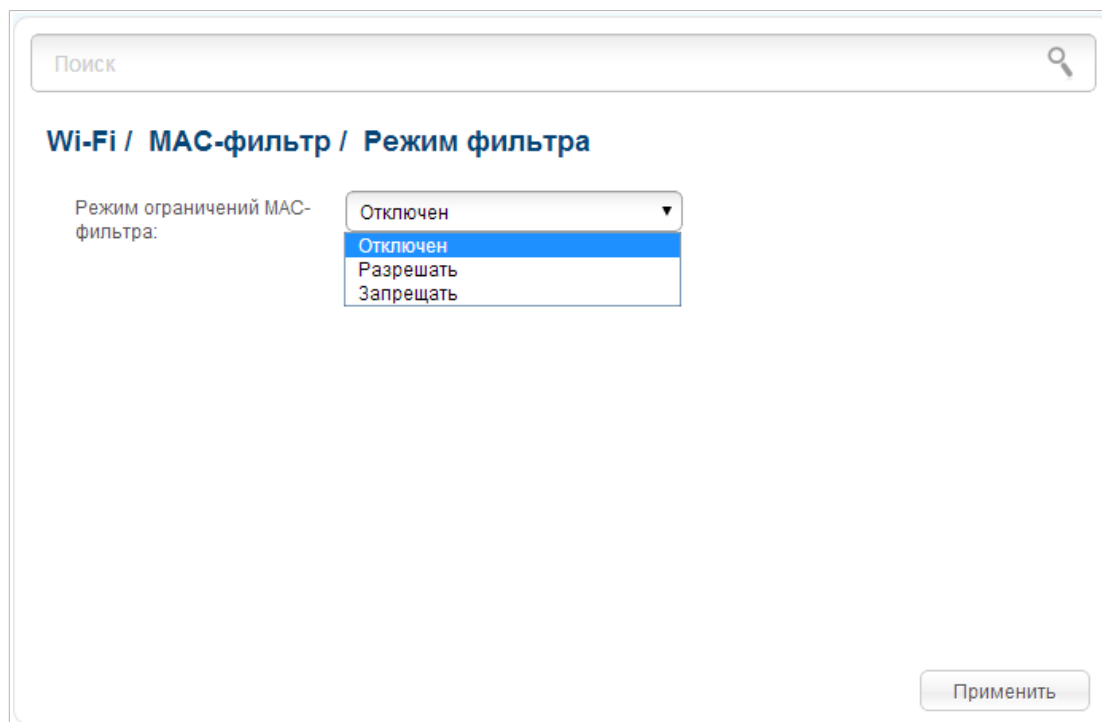 Поиск
Wi-Fi / MAC-фильтр / Режим фильтра
Режим ограничений MAC-
фильтра:
Отключен
Отключен
Разрешать
Запрещать
Применить